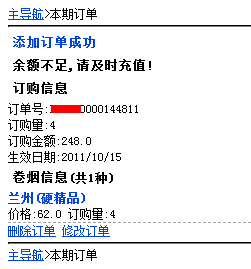 主导航>本期订单
添加订单成功
余额不足,请及时充值!
订购信息
订单号:0000144811
订购量:4
订购金额:248.0
生效日期:2011/10/15
卷烟信息(共1种)
兰州(硬精品)
价格:62.0 订购量:4
删除订单 修改订单
主导航>本期订单